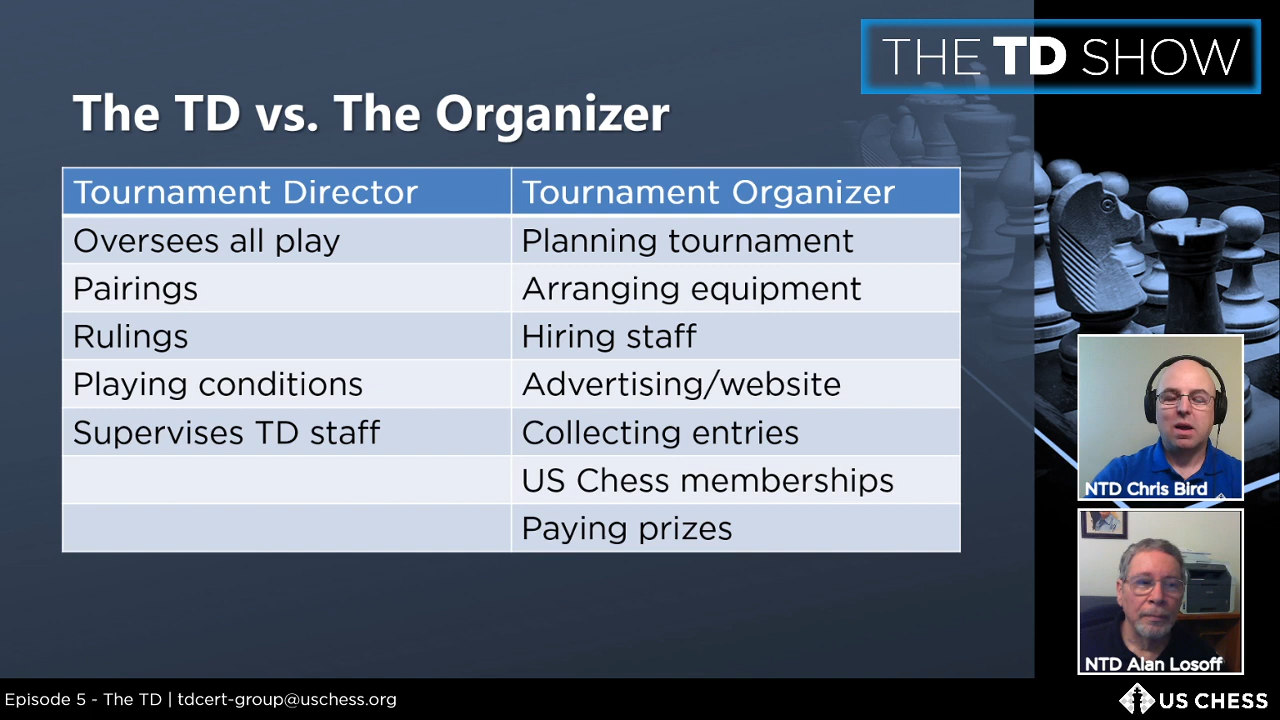 THE TD SHOW
The TD vs. The Organizer
Tournament Director
Tournament Organizer
Oversees all play
Planning tournament
Pairings
Arranging equipment
Rulings
Hiring staff
Playing conditions
Advertising/website
Supervises TD staff
Collecting entries
US Chess memberships
Paying prizes
NTD Chris Bird
NTD Alan Losoff
Episode 5 - The TD | tdcert-group@uschess.org
US CHESS